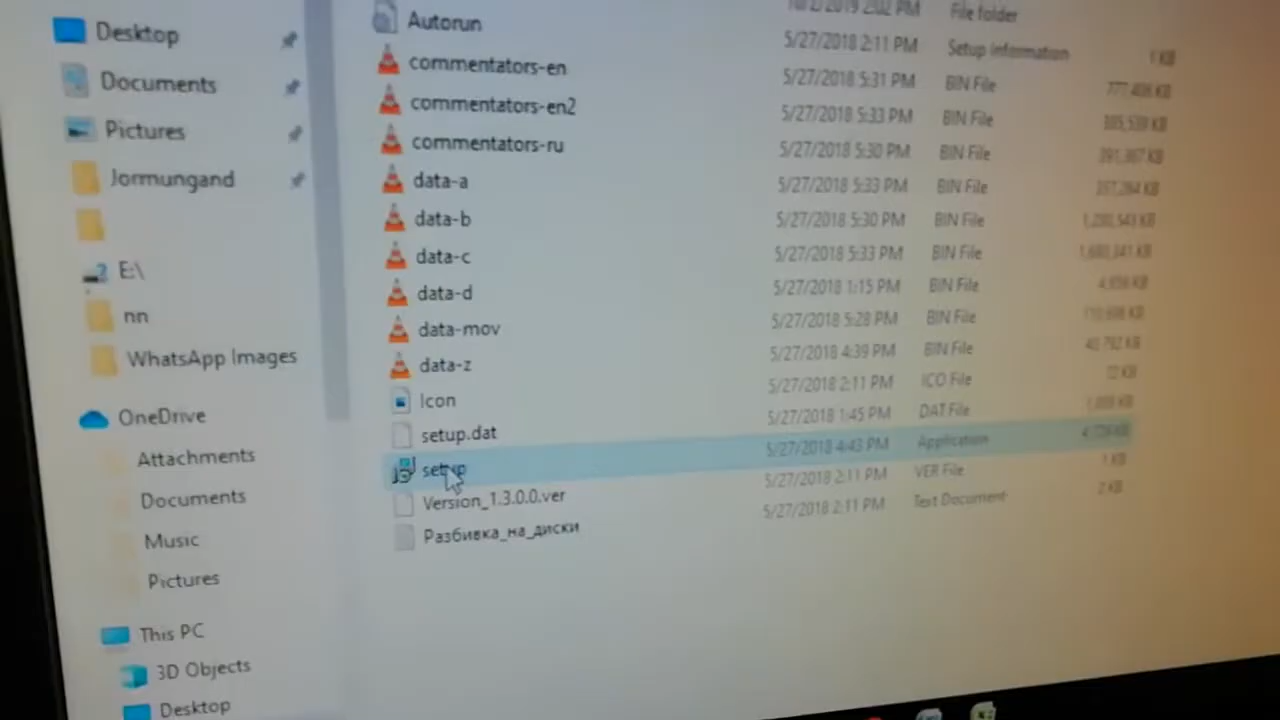 Desktop
Documents
Pictures
Jormungand
E:\
nn
WhatsApp Images
OneDrive
Attachments
Documents
Music
Pictures
This PC
3D Objects
Desktop
Autorun 2:02 PM File folder
5/27/2018 2:11 PM Setup Information 1 KB
commentators-en 5/27/2018 5:31 PM BIN File
commentators-en2 5/27/2018 5:33 PM BIN File
commentators-ru 5/27/2018 5:30 PM BIN File
data-a 5/27/2018 5:33 PM BIN File
data-b 5/27/2018 5:30 PM BIN File
data-c 5/27/2018 5:33 PM BIN File
data-d 5/27/2018 1:15 PM BIN File
data-mov 5/27/2018 5:28 PM BIN File
data-z 5/27/2018 4:39 PM BIN File
Icon 5/27/2018 2:11 PM ICO File
setup.dat 5/27/2018 1:45 PM DAT File
setup 5/27/2018 4:43 PM Application
Version_1.3.0.0.ver 5/27/2018 2:11 PM VER File 1 KB
Разбивка_на_диски 5/27/2018 2:11 PM Text Document 2 KB